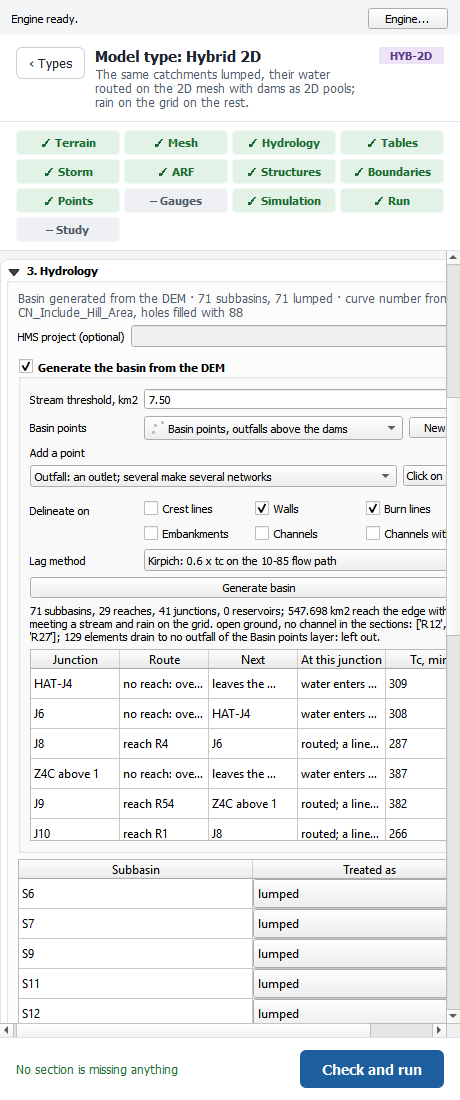 Engine ready.
Engine...
‹ Types
Model type: Hybrid 2D
HYB-2D
The same catchments lumped, their water
routed on the 2D mesh with dams as 2D pools;
rain on the grid on the rest.
✓ Terrain
✓ Mesh
✓ Hydrology
✓ Tables
✓ Storm
✓ ARF
✓ Structures
✓ Boundaries
✓ Points
– Gauges
✓ Simulation
✓ Run
– Study
3. Hydrology
Basin generated from the DEM · 71 subbasins, 71 lumped · curve number from
CN_Include_Hill_Area, holes filled with 88
HMS project (optional)
Generate the basin from the DEM
Stream threshold, km2
7.50
Basin points
Basin points, outfalls above the dams
New
Add a point
Outfall: an outlet; several make several networks
Click on
Delineate on
Crest lines
Walls
Burn lines
Embankments
Channels
Channels wit
Lag method
Kirpich: 0.6 x tc on the 10-85 flow path
Generate basin
71 subbasins, 29 reaches, 41 junctions, 0 reservoirs; 547.698 km2 reach the edge with
meeting a stream and rain on the grid. open ground, no channel in the sections: ['R12',
'R27']; 129 elements drain to no outfall of the Basin points layer: left out.
Junction Route Next At this junction Tc, min
HAT-J4 no reach: ove... leaves the ... water enters ... 309
J6 no reach: ove... HAT-J4 water enters ... 308
J8 reach R4 J6 routed; a line... 287
Z4C above 1 no reach: ove... leaves the ... water enters ... 387
J9 reach R54 Z4C above 1 routed; a line... 382
J10 reach R1 J8 routed; a line... 266
Subbasin Treated as
S6 lumped
S7 lumped
S9 lumped
S11 lumped
S12 lumped
No section is missing anything
Check and run